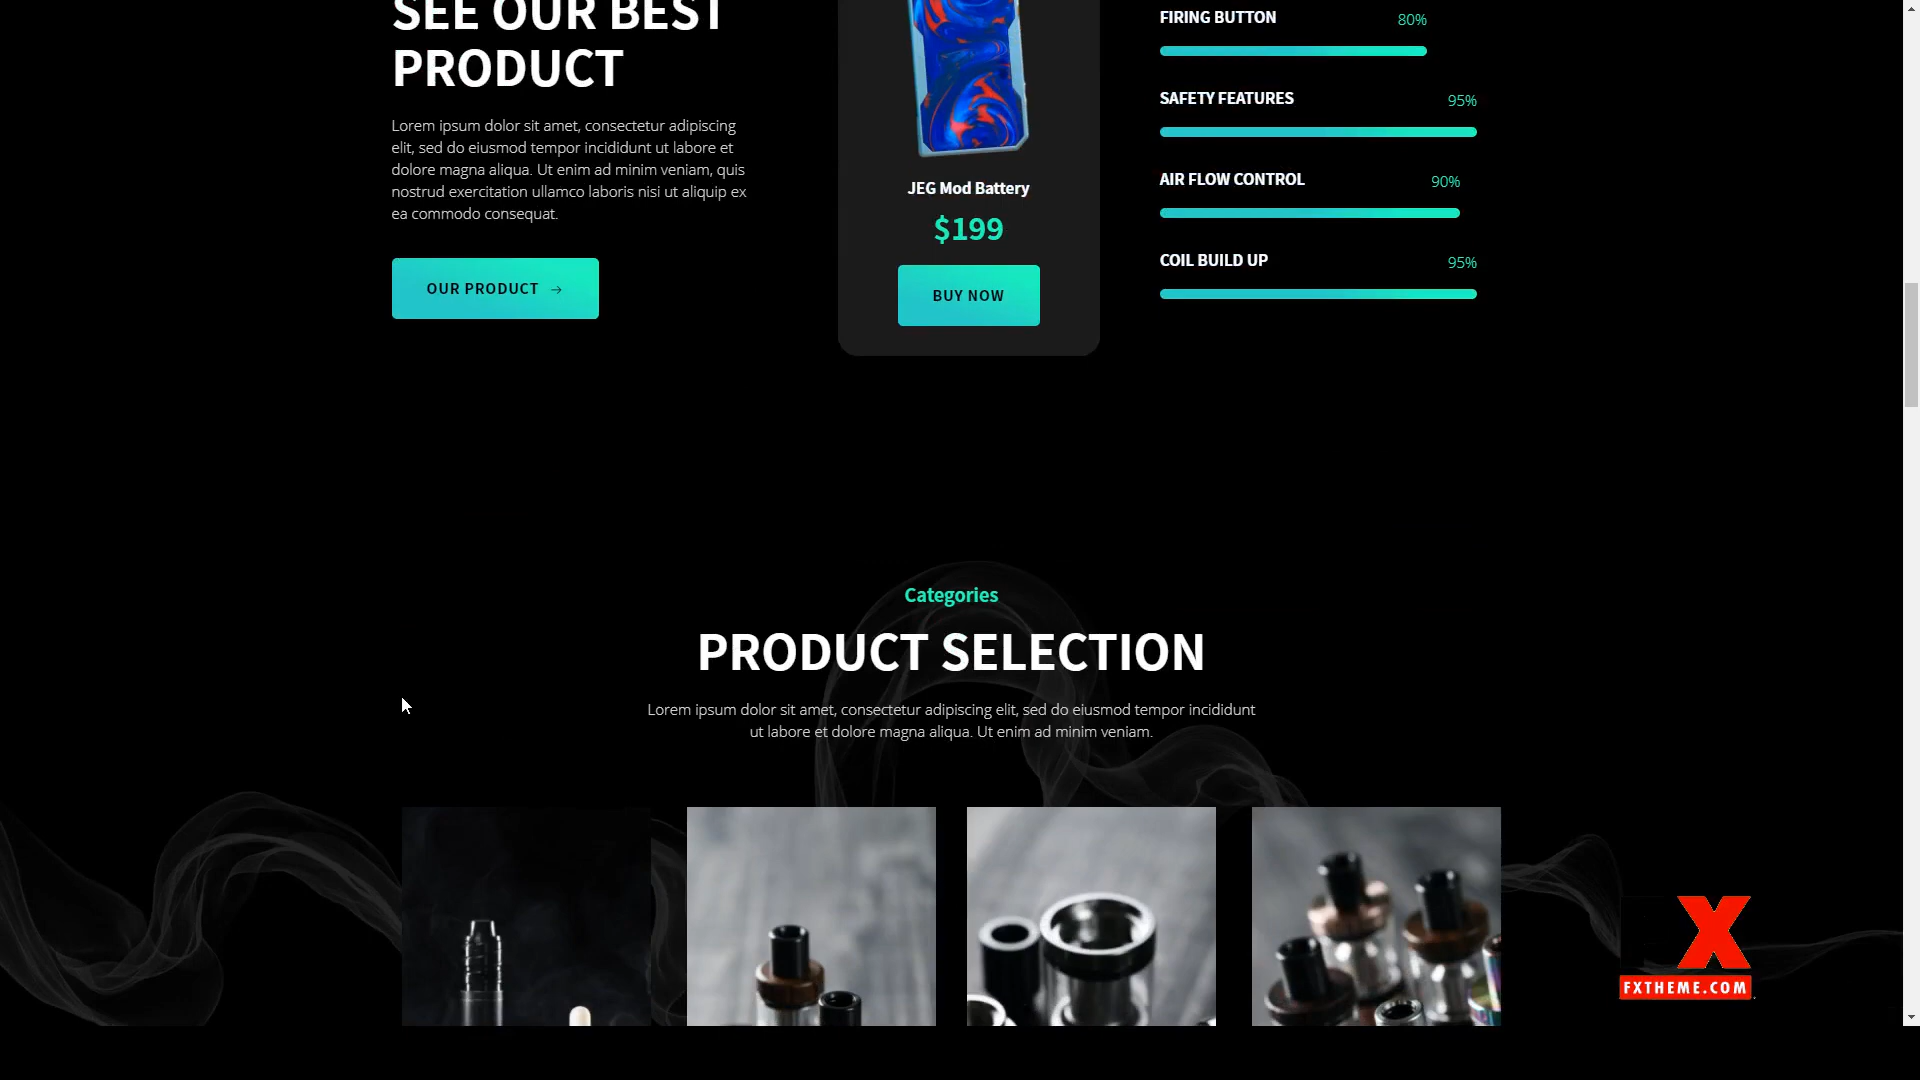 SEE OUR BEST
PRODUCT
Lorem ipsum dolor sit amet, consectetur adipiscing
elit, sed do eiusmod tempor incididunt ut labore et
dolore magna aliqua. Ut enim ad minim veniam, quis
nostrud exercitation ullamco laboris nisi ut aliquip ex
ea commodo consequat.
OUR PRODUCT →
JEG Mod Battery
$199
BUY NOW
FIRING BUTTON 80%
SAFETY FEATURES 95%
AIR FLOW CONTROL 90%
COIL BUILD UP 95%
Categories
PRODUCT SELECTION
Lorem ipsum dolor sit amet, consectetur adipiscing elit, sed do eiusmod tempor incididunt
ut labore et dolore magna aliqua. Ut enim ad minim veniam.
X
FXTHEME.COM